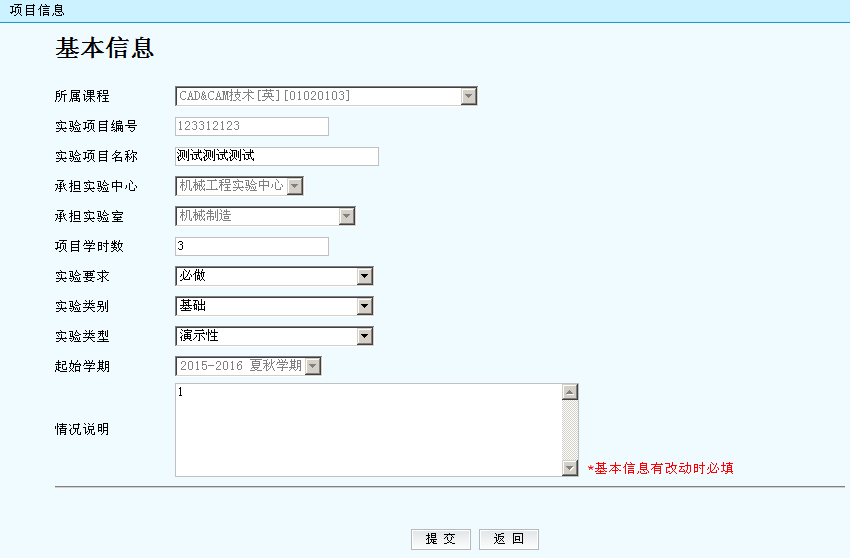 项目信息
基本信息
所属课程 CAD&CAM技术[英][01020103]
实验项目编号 123312123
实验项目名称 测试测试测试
承担实验中心 机械工程实验中心
承担实验室 机械制造
项目学时数 3
实验要求 必做
实验类别 基础
实验类型 演示性
起始学期 2015-2016 夏秋学期
1
情况说明
*基本信息有改动时必填
提 交 返 回